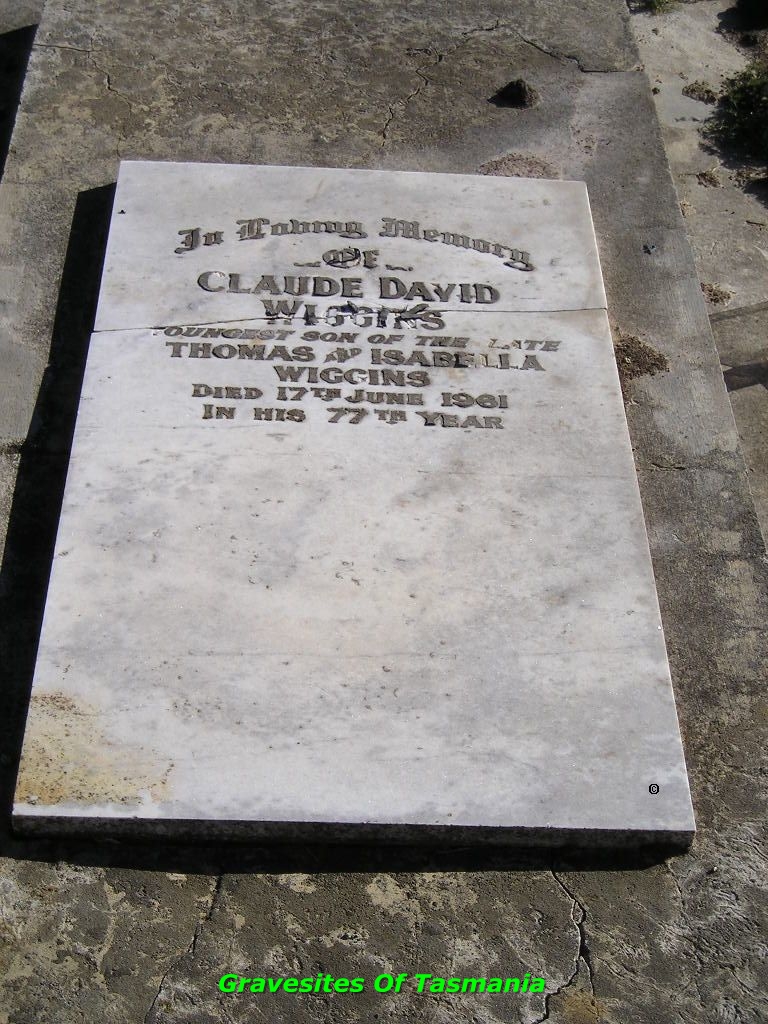 In Loving Memory
OF
CLAUDE DAVID
WIGGINS
YOUNGEST SON OF THE LATE
THOMAS & ISABELLA
WIGGINS
DIED 17TH JUNE 1961
IN HIS 77TH YEAR
©
Gravesites Of Tasmania